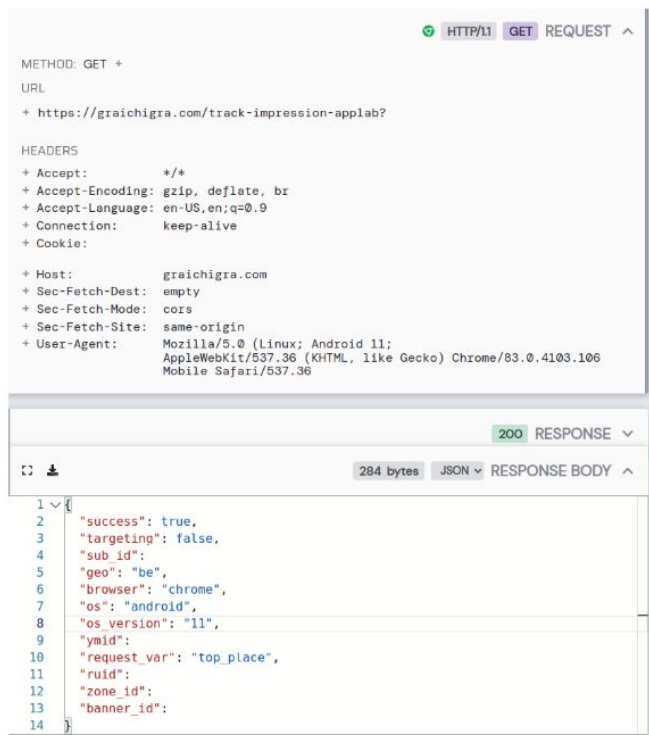 HTTP/1.1 GET REQUEST
METHOD: GET +
URL
+ https://graichigra.com/track-impression-applab?
HEADERS
+ Accept: */*
+ Accept-Encoding: gzip, deflate, br
+ Accept-Language: en-US,en;q=0.9
+ Connection: keep-alive
+ Cookie:
+ Host: graichigra.com
+ Sec-Fetch-Dest: empty
+ Sec-Fetch-Mode: cors
+ Sec-Fetch-Site: same-origin
+ User-Agent: Mozilla/5.0 (Linux; Android 11;
AppleWebKit/537.36 (KHTML, like Gecko) Chrome/83.0.4103.106
Mobile Safari/537.36
200 RESPONSE
284 bytes JSON RESPONSE BODY
1 {
2 "success": true,
3 "targeting": false,
4 "sub_id":
5 "geo": "be",
6 "browser": "chrome",
7 "os": "android",
8 "os_version": "11",
9 "ymid":
10 "request_var": "top_place",
11 "ruid":
12 "zone_id":
13 "banner_id":
14 }